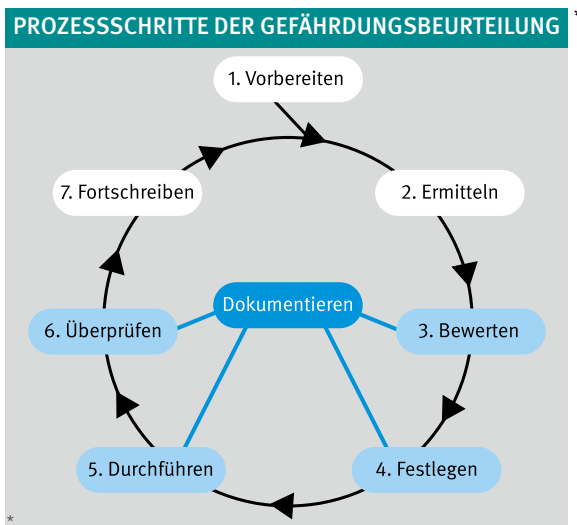 PROZESSSCHRITTE DER GEFÄHRDUNGSBEURTEILUNG
*
1. Vorbereiten
7. Fortschreiben
2. Ermitteln
Dokumentieren
6. Überprüfen
3. Bewerten
5. Durchführen
4. Festlegen
*